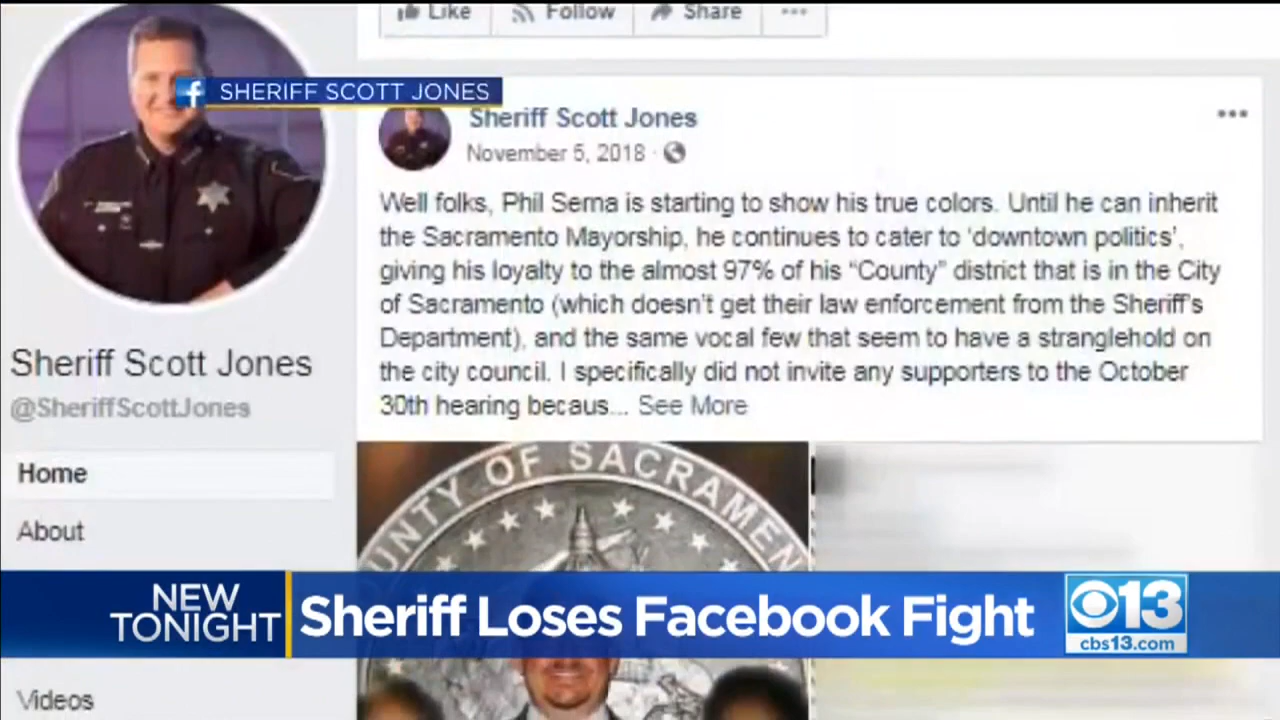 Like Follow Share ...
SHERIFF SCOTT JONES
Sheriff Scott Jones
November 5, 2018
Well folks, Phil Serna is starting to show his true colors. Until he can inherit
the Sacramento Mayorship, he continues to cater to ‘downtown politics’,
giving his loyalty to the almost 97% of his “County” district that is in the City
of Sacramento (which doesn't get their law enforcement from the Sheriff's
Department), and the same vocal few that seem to have a stranglehold on
the city council. I specifically did not invite any supporters to the October
30th hearing becaus... See More
Sheriff Scott Jones
@SheriffScottJones
Home
About
Videos
UNTY OF SACRAMEN
NEW
TONIGHT
Sheriff Loses Facebook Fight
13
cbs13.com